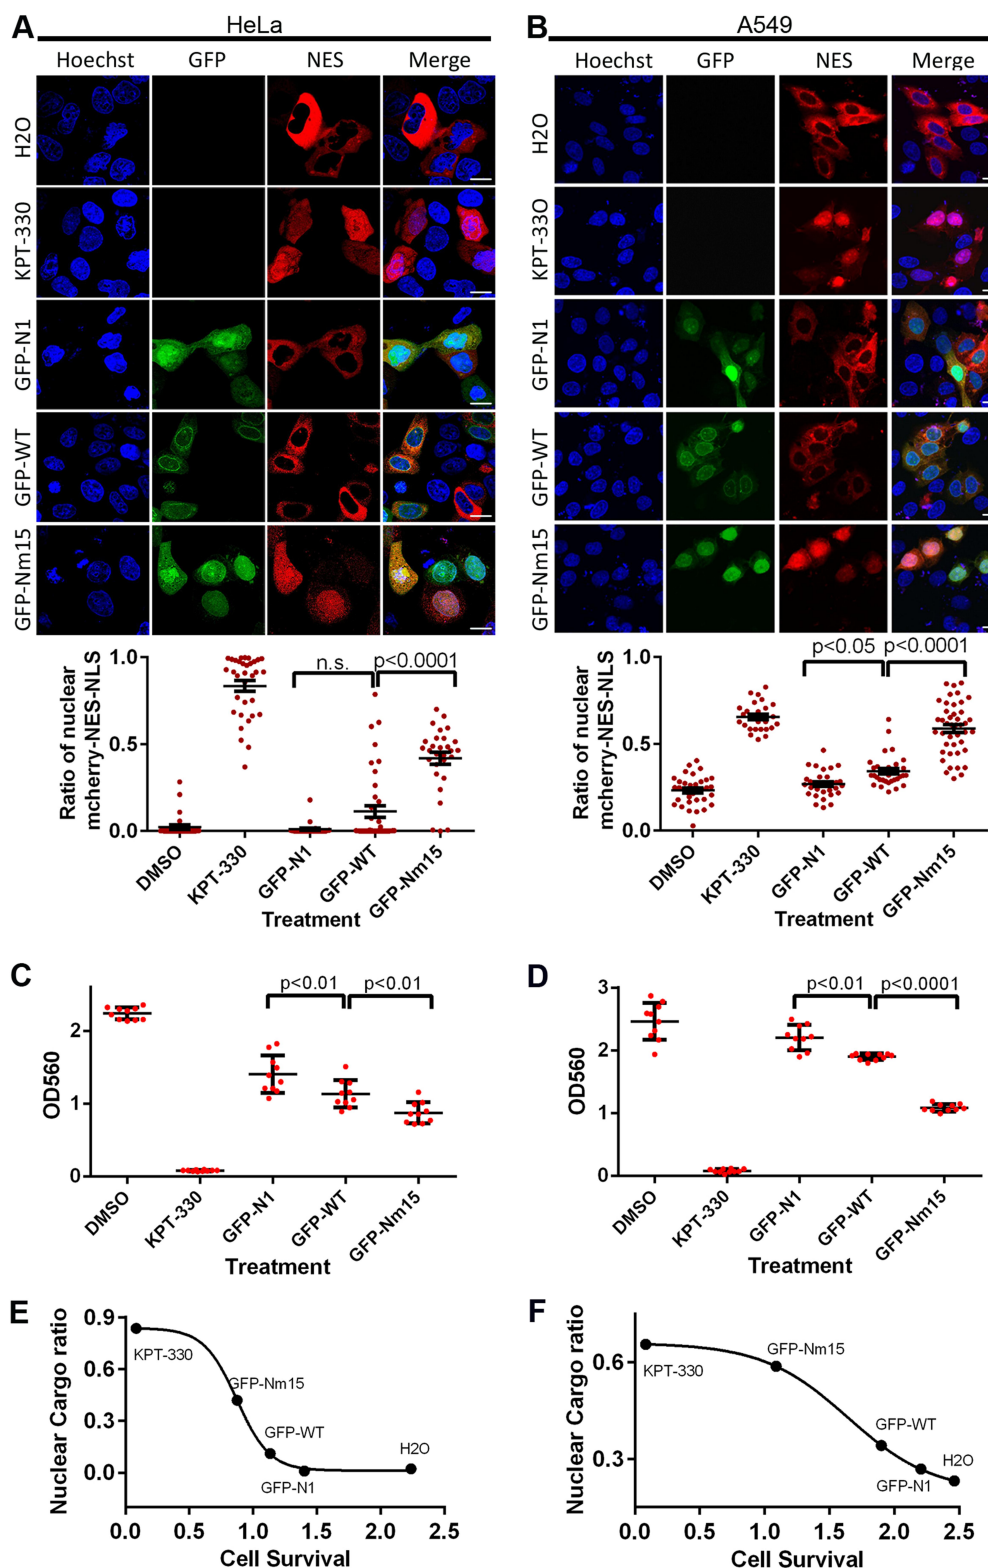 A HeLa
Hoechst GFP NES Merge
H2O
KPT-330
GFP-N1
GFP-WT
GFP-Nm15
Ratio of nuclear
mcherry-NES-NLS
1.0
0.5
0.0
n.s. p<0.0001
DMSO KPT-330 GFP-N1 GFP-WT GFP-Nm15
Treatment
B A549
Hoechst GFP NES Merge
H2O
KPT-33O
GFP-N1
GFP-WT
GFP-Nm15
Ratio of nuclear
mcherry-NES-NLS
1.0
0.5
0.0
p<0.05 p<0.0001
DMSO KPT-330 GFP-N1 GFP-WT GFP-Nm15
Treatment
C
OD560
2
1
0
p<0.01 p<0.01
DMSO KPT-330 GFP-N1 GFP-WT GFP-Nm15
Treatment
D
OD560
3
2
1
0
p<0.01 p<0.0001
DMSO KPT-330 GFP-N1 GFP-WT GFP-Nm15
Treatment
E
Nuclear Cargo ratio
0.9
0.6
0.3
0.0
KPT-330
GFP-Nm15
GFP-WT
GFP-N1
H2O
0.0 0.5 1.0 1.5 2.0 2.5
Cell Survival
F
Nuclear Cargo ratio
0.6
0.3
KPT-330
GFP-Nm15
GFP-WT
GFP-N1
H2O
0.0 0.5 1.0 1.5 2.0 2.5
Cell Survival